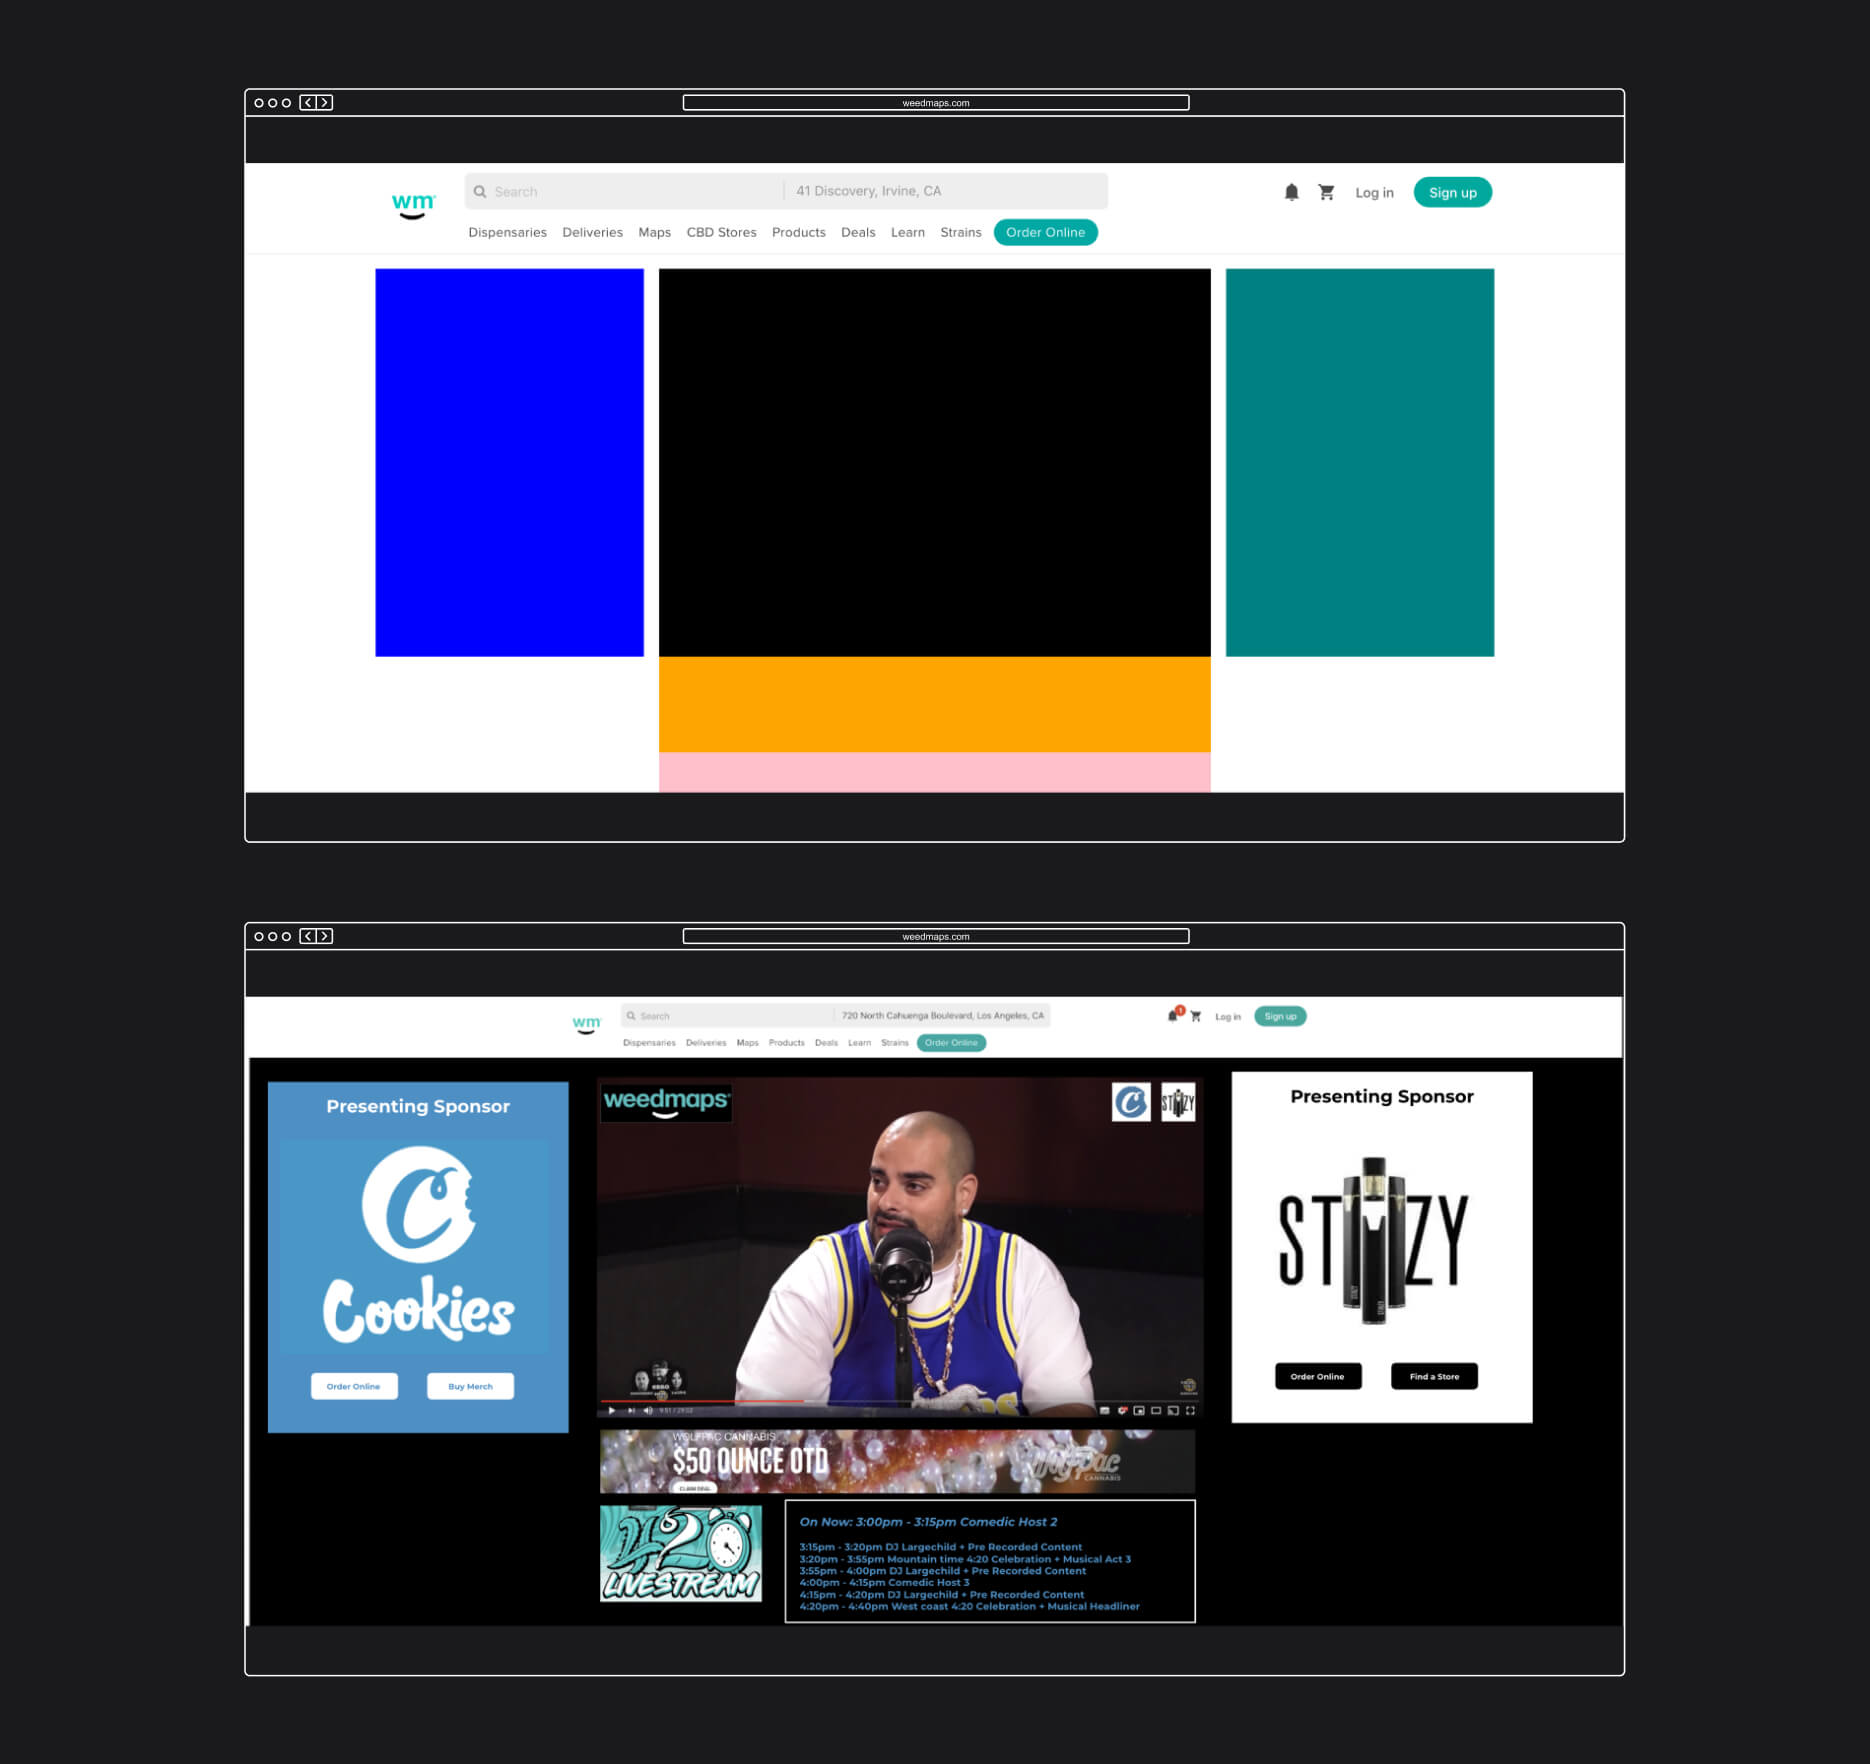 weedmaps.com
wm
Search
41 Discovery, Irvine, CA
Log in
Sign up
Dispensaries Deliveries Maps CBD Stores Products Deals Learn Strains Order Online
weedmaps.com
wm
Search
720 North Cahuenga Boulevard, Los Angeles, CA
1
Log in
Sign up
Dispensaries Deliveries Maps Products Deals Learn Strains Order Online
Presenting Sponsor
C
Cookies
Order Online
Buy Merch
weedmaps
C
STIIIZY
9:51 / 29:02
WOLFPAC CANNABIS
$50 OUNCE OTD
CLAIM DEAL
WolfPac
CANNABIS
420
LIVESTREAM
On Now: 3:00pm - 3:15pm Comedic Host 2
3:15pm - 3:20pm DJ Largechild + Pre Recorded Content
3:20pm - 3:55pm Mountain time 4:20 Celebration + Musical Act 3
3:55pm - 4:00pm DJ Largechild + Pre Recorded Content
4:00pm - 4:15pm Comedic Host 3
4:15pm - 4:20pm DJ Largechild + Pre Recorded Content
4:20pm - 4:40pm West coast 4:20 Celebration + Musical Headliner
Presenting Sponsor
STIIIZY
Order Online
Find a Store